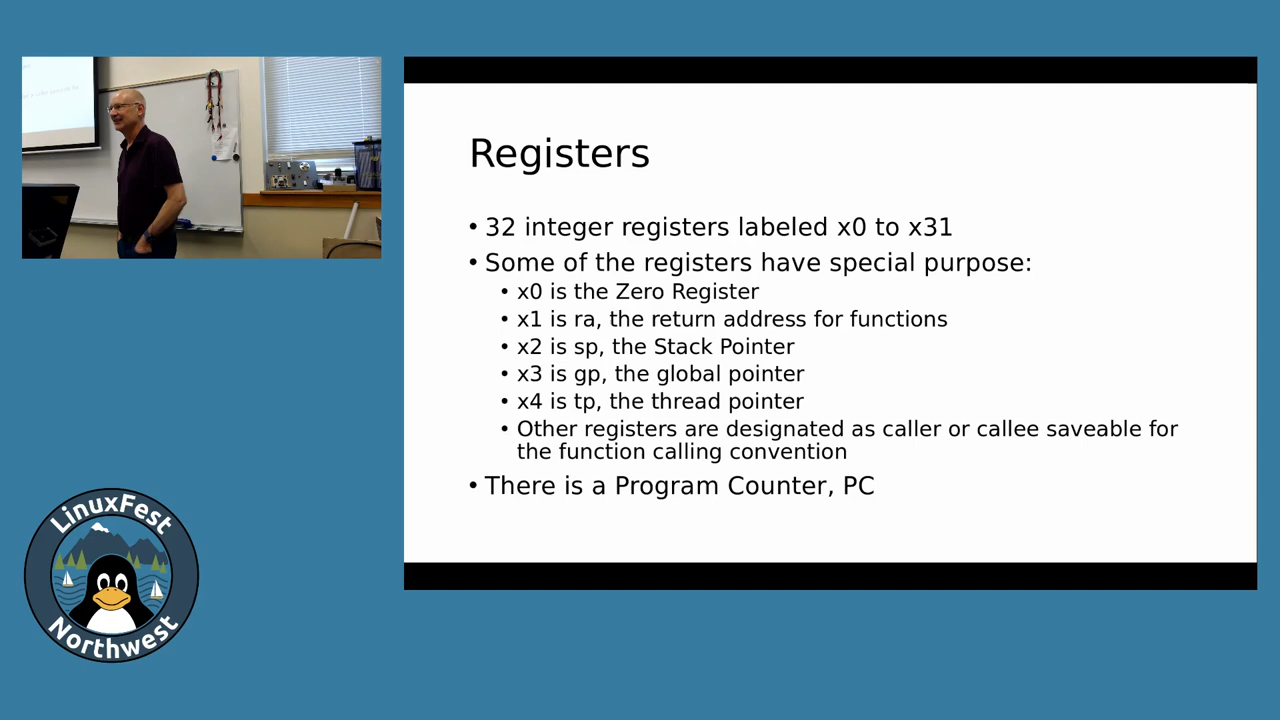 Registers
• 32 integer registers labeled x0 to x31
• Some of the registers have special purpose:
• x0 is the Zero Register
• x1 is ra, the return address for functions
• x2 is sp, the Stack Pointer
• x3 is gp, the global pointer
• x4 is tp, the thread pointer
• Other registers are designated as caller or callee saveable for
the function calling convention
• There is a Program Counter, PC
LinuxFest
Northwest